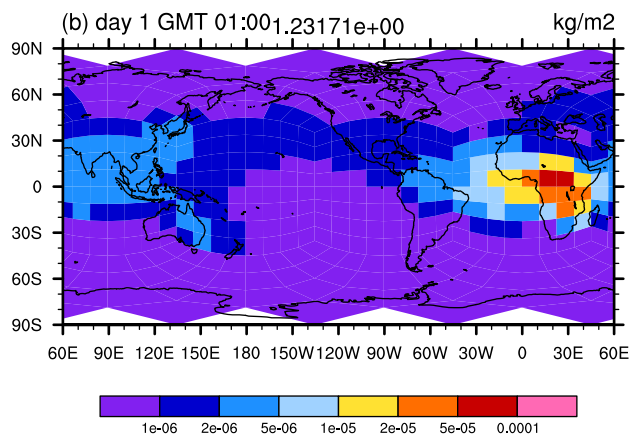 (b) day 1 GMT 01:00 1.23171e+00 kg/m2
90N
60N
30N
0
30S
60S
90S
60E 90E 120E 150E 180 150W 120W 90W 60W 30W 0 30E 60E
1e-06 2e-06 5e-06 1e-05 2e-05 5e-05 0.0001